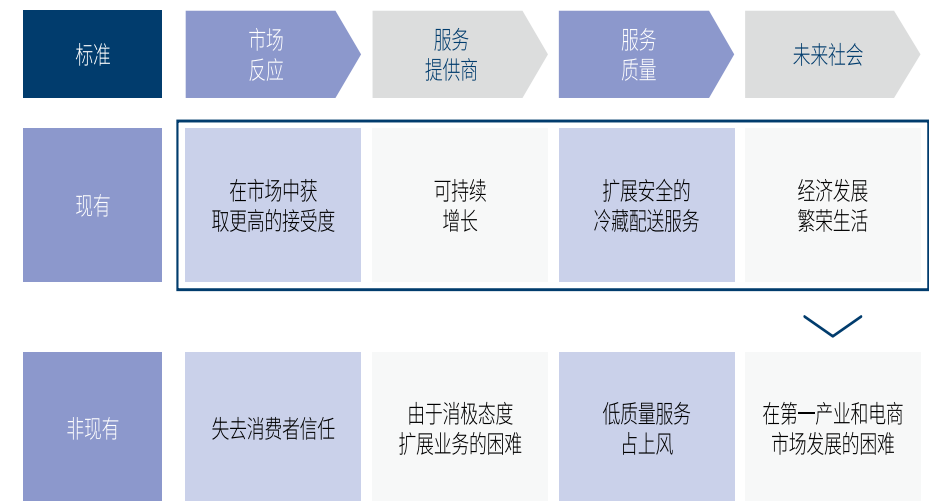 标准
市场
反应
服务
提供商
服务
质量
未来社会
现有
在市场中获
取更高的接受度
可持续
增长
扩展安全的
冷藏配送服务
经济发展
繁荣生活
非现有
失去消费者信任
由于消极态度
扩展业务的困难
低质量服务
占上风
在第一产业和电商
市场发展的困难